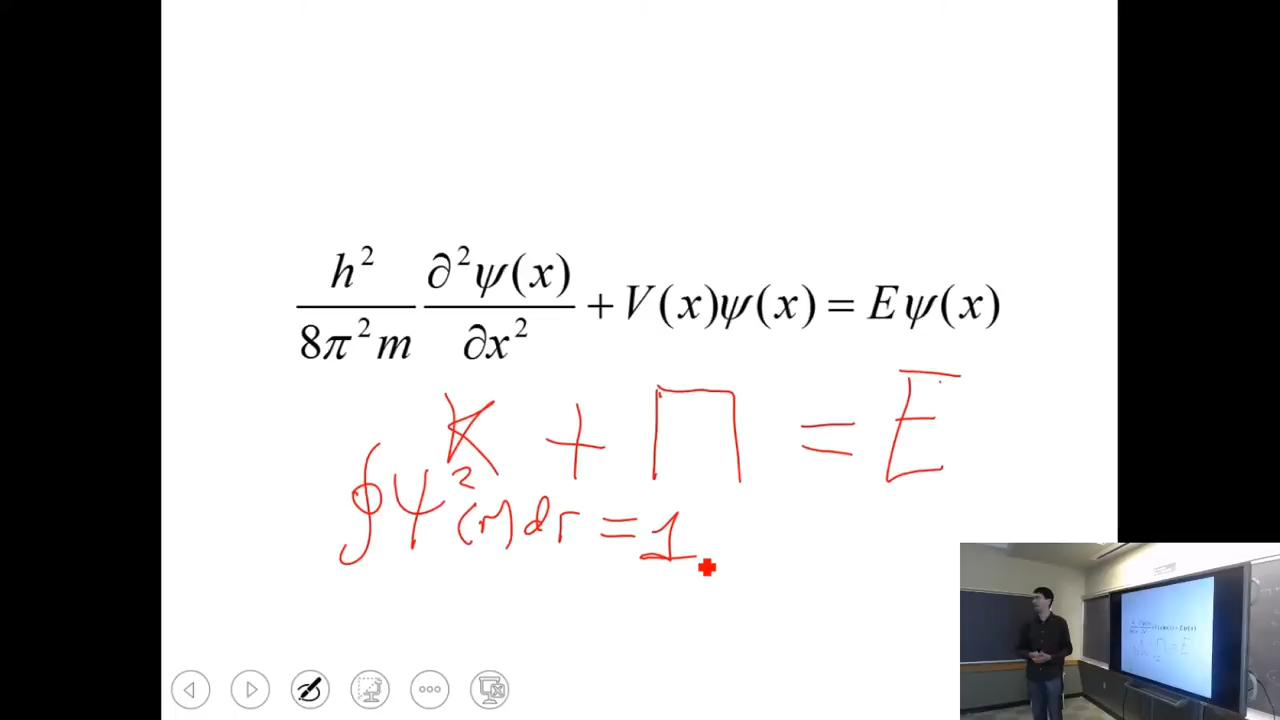 h²/8π²m ∂²ψ(x)/∂x² + V(x)ψ(x) = Eψ(x)
K + Π = E
∮ψ²(r)dr = 1